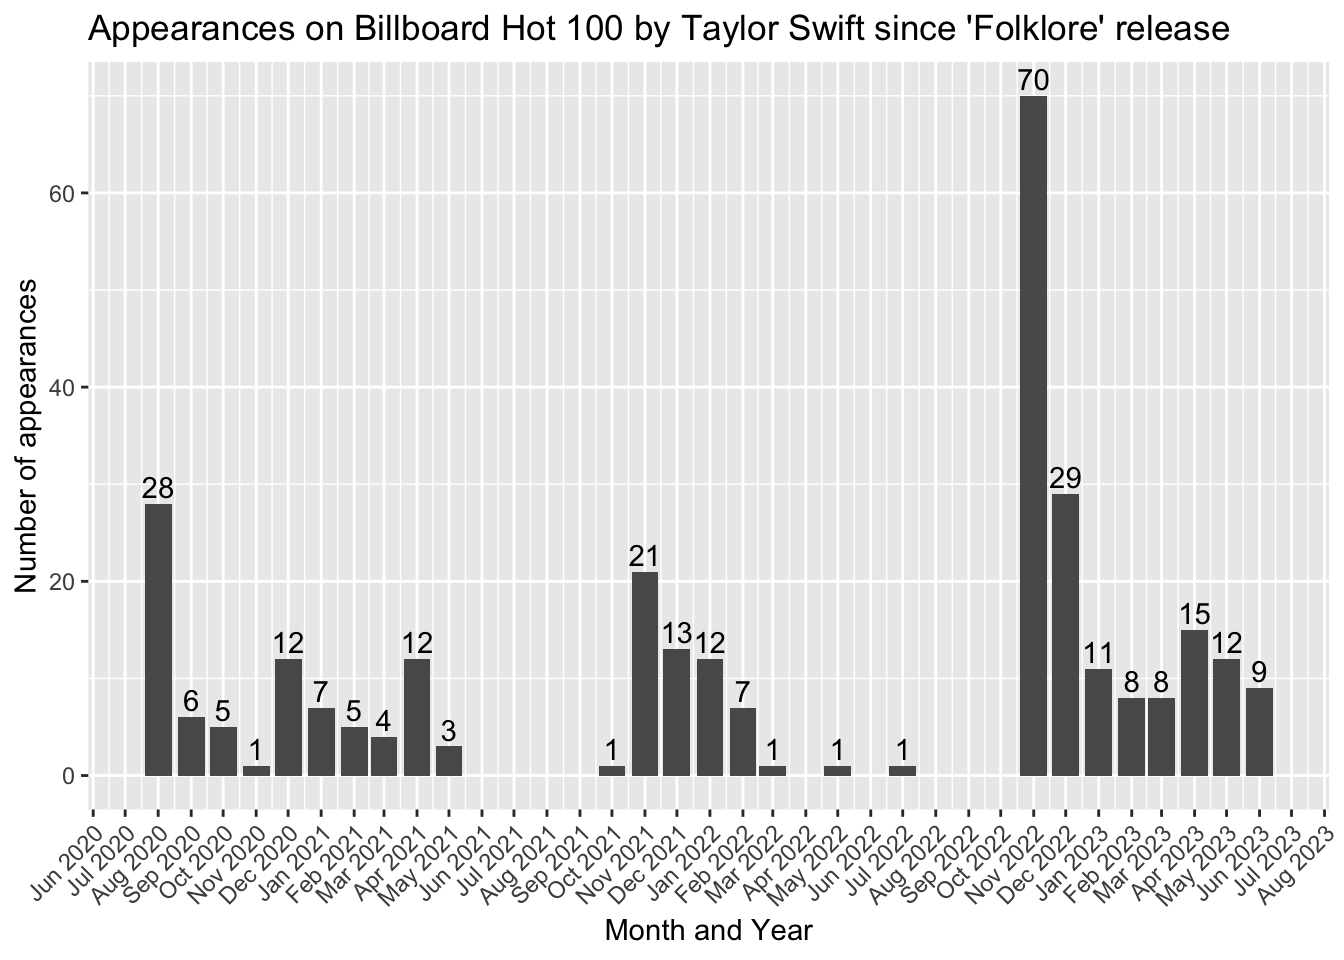 Appearances on Billboard Hot 100 by Taylor Swift since 'Folklore' release
70
60
40
29
28
21
20
15
13
12
12
12
12
11
9
8
8
7
7
6
5
5
4
3
1
1
1
1
1
0
Number of appearances
Jun 2020
Jul 2020
Aug 2020
Sep 2020
Oct 2020
Nov 2020
Dec 2020
Jan 2021
Feb 2021
Mar 2021
Apr 2021
May 2021
Jun 2021
Jul 2021
Aug 2021
Sep 2021
Oct 2021
Nov 2021
Dec 2021
Jan 2022
Feb 2022
Mar 2022
Apr 2022
May 2022
Jun 2022
Jul 2022
Aug 2022
Sep 2022
Oct 2022
Nov 2022
Dec 2022
Jan 2023
Feb 2023
Mar 2023
Apr 2023
May 2023
Jun 2023
Jul 2023
Aug 2023
Month and Year